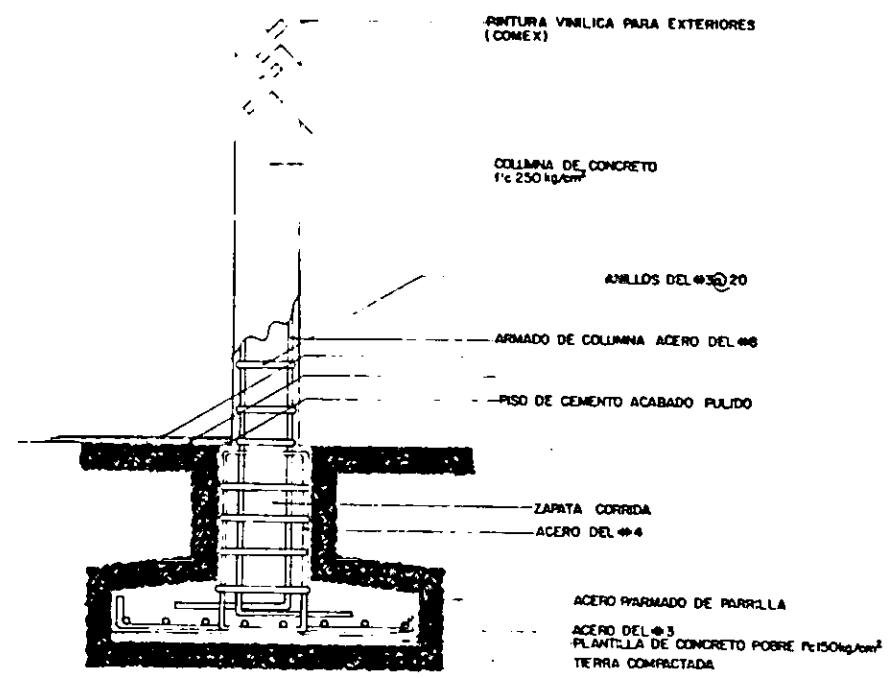 PINTURA VINILICA PARA EXTERIORES
(COMEX)
COLUMNA DE CONCRETO
f'c 250 kg/cm²
ANILLOS DEL #3@ 20
ARMADO DE COLUMNA ACERO DEL #6
PISO DE CEMENTO ACABADO PULIDO
ZAPATA CORRIDA
ACERO DEL #4
ACERO P/ARMADO DE PARRILLA
ACERO DEL #3
PLANTILLA DE CONCRETO POBRE f'c150kg/cm²
TIERRA COMPACTADA